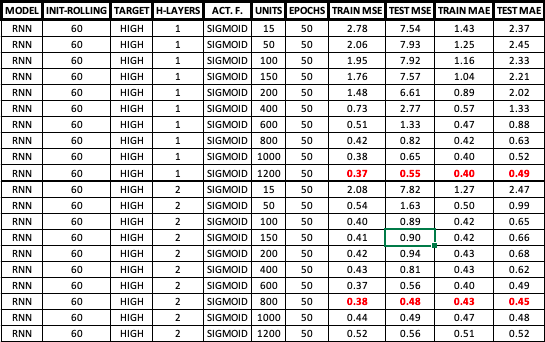 MODEL INIT-ROLLING TARGET H-LAYERS ACT. F. UNITS EPOCHS TRAIN MSE TEST MSE TRAIN MAE TEST MAE
RNN 60 HIGH 1 SIGMOID 15 50 2.78 7.54 1.43 2.37
RNN 60 HIGH 1 SIGMOID 50 50 2.06 7.93 1.25 2.45
RNN 60 HIGH 1 SIGMOID 100 50 1.95 7.92 1.16 2.33
RNN 60 HIGH 1 SIGMOID 150 50 1.76 7.57 1.04 2.21
RNN 60 HIGH 1 SIGMOID 200 50 1.48 6.61 0.89 2.02
RNN 60 HIGH 1 SIGMOID 400 50 0.73 2.77 0.57 1.33
RNN 60 HIGH 1 SIGMOID 600 50 0.51 1.33 0.47 0.88
RNN 60 HIGH 1 SIGMOID 800 50 0.42 0.82 0.42 0.63
RNN 60 HIGH 1 SIGMOID 1000 50 0.38 0.65 0.40 0.52
RNN 60 HIGH 1 SIGMOID 1200 50 0.37 0.55 0.40 0.49
RNN 60 HIGH 2 SIGMOID 15 50 2.08 7.82 1.27 2.47
RNN 60 HIGH 2 SIGMOID 50 50 0.54 1.63 0.50 0.99
RNN 60 HIGH 2 SIGMOID 100 50 0.40 0.89 0.42 0.65
RNN 60 HIGH 2 SIGMOID 150 50 0.41 0.90 0.42 0.66
RNN 60 HIGH 2 SIGMOID 200 50 0.42 0.94 0.43 0.68
RNN 60 HIGH 2 SIGMOID 400 50 0.43 0.81 0.43 0.62
RNN 60 HIGH 2 SIGMOID 600 50 0.37 0.56 0.40 0.49
RNN 60 HIGH 2 SIGMOID 800 50 0.38 0.48 0.43 0.45
RNN 60 HIGH 2 SIGMOID 1000 50 0.44 0.49 0.47 0.48
RNN 60 HIGH 2 SIGMOID 1200 50 0.52 0.56 0.51 0.52